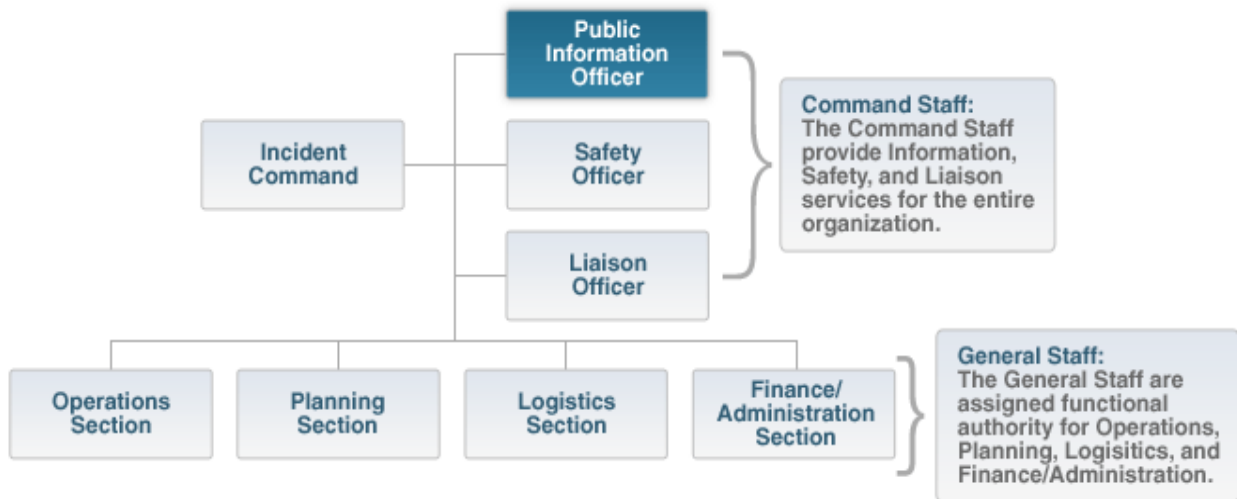 Public
Information
Officer
Command Staff:
The Command Staff
provide Information,
Safety, and Liaison
services for the entire
organization.
Incident
Command
Safety
Officer
Liaison
Officer
Operations
Section
Planning
Section
Logistics
Section
Finance/
Administration
Section
General Staff:
The General Staff are
assigned functional
authority for Operations,
Planning, Logisitics, and
Finance/Administration.